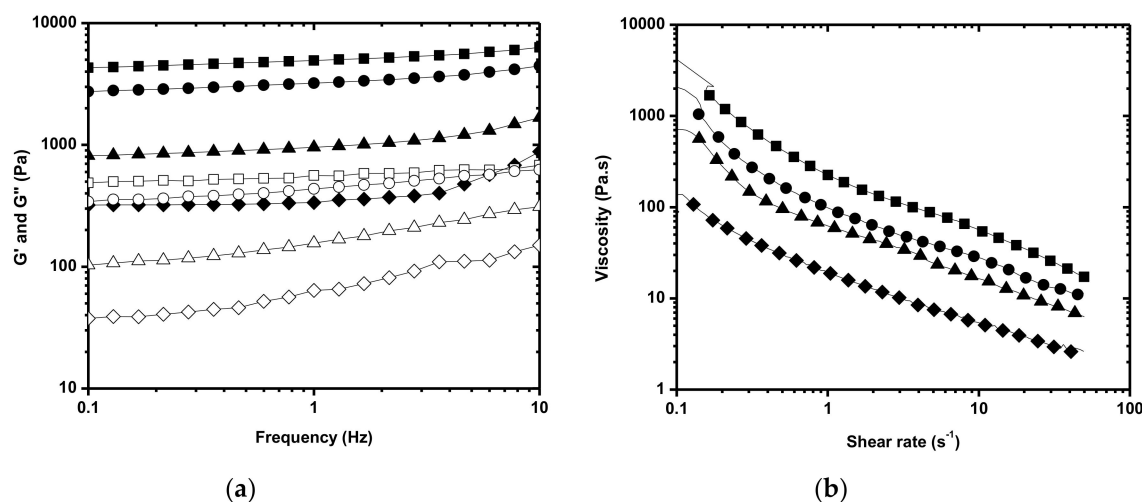 10000
1000
100
10
0.1
1
10
G' and G'' (Pa)
Frequency (Hz)
(a)
10000
1000
100
10
1
0.1
1
10
100
Viscosity (Pa.s)
Shear rate (s⁻¹)
(b)